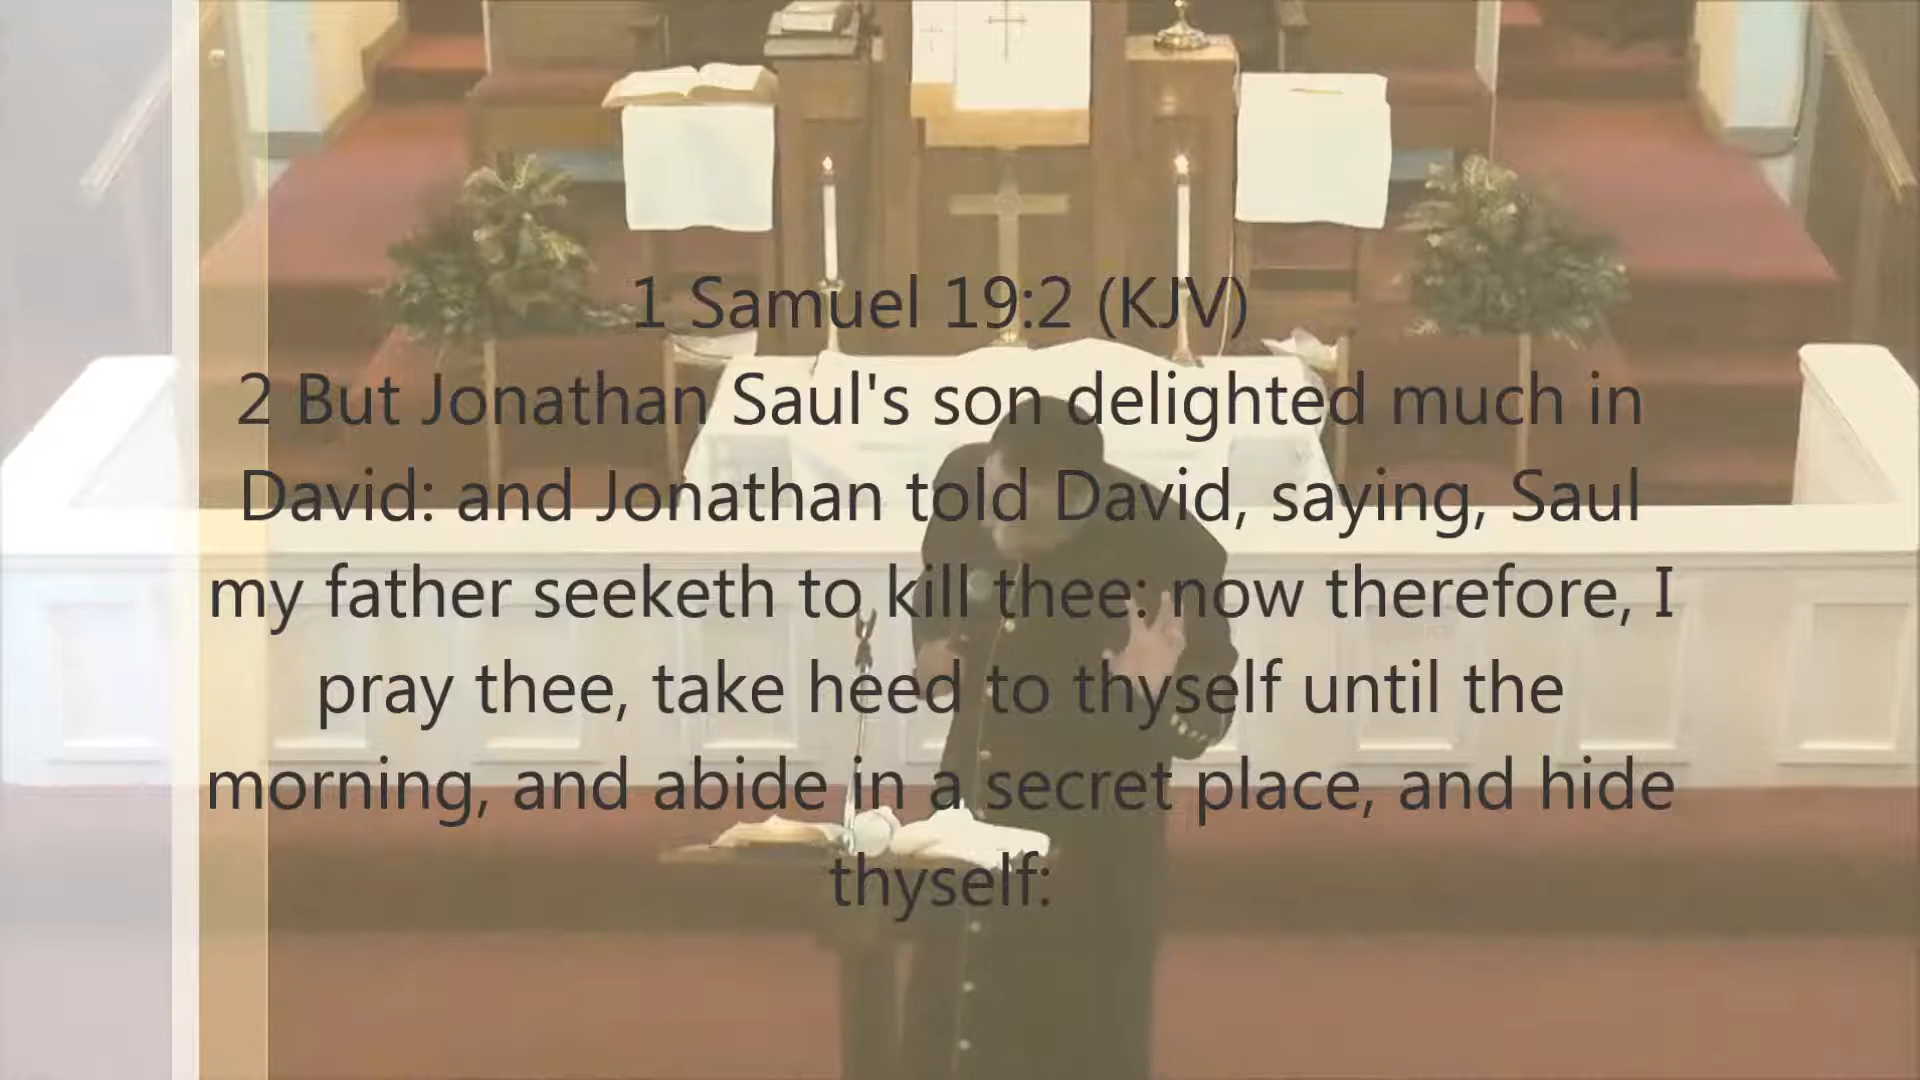 1 Samuel 19:2 (KJV)
2 But Jonathan Saul's son delighted much in
David: and Jonathan told David, saying, Saul
my father seeketh to kill thee: now therefore, I
pray thee, take heed to thyself until the
morning, and abide in a secret place, and hide
thyself: